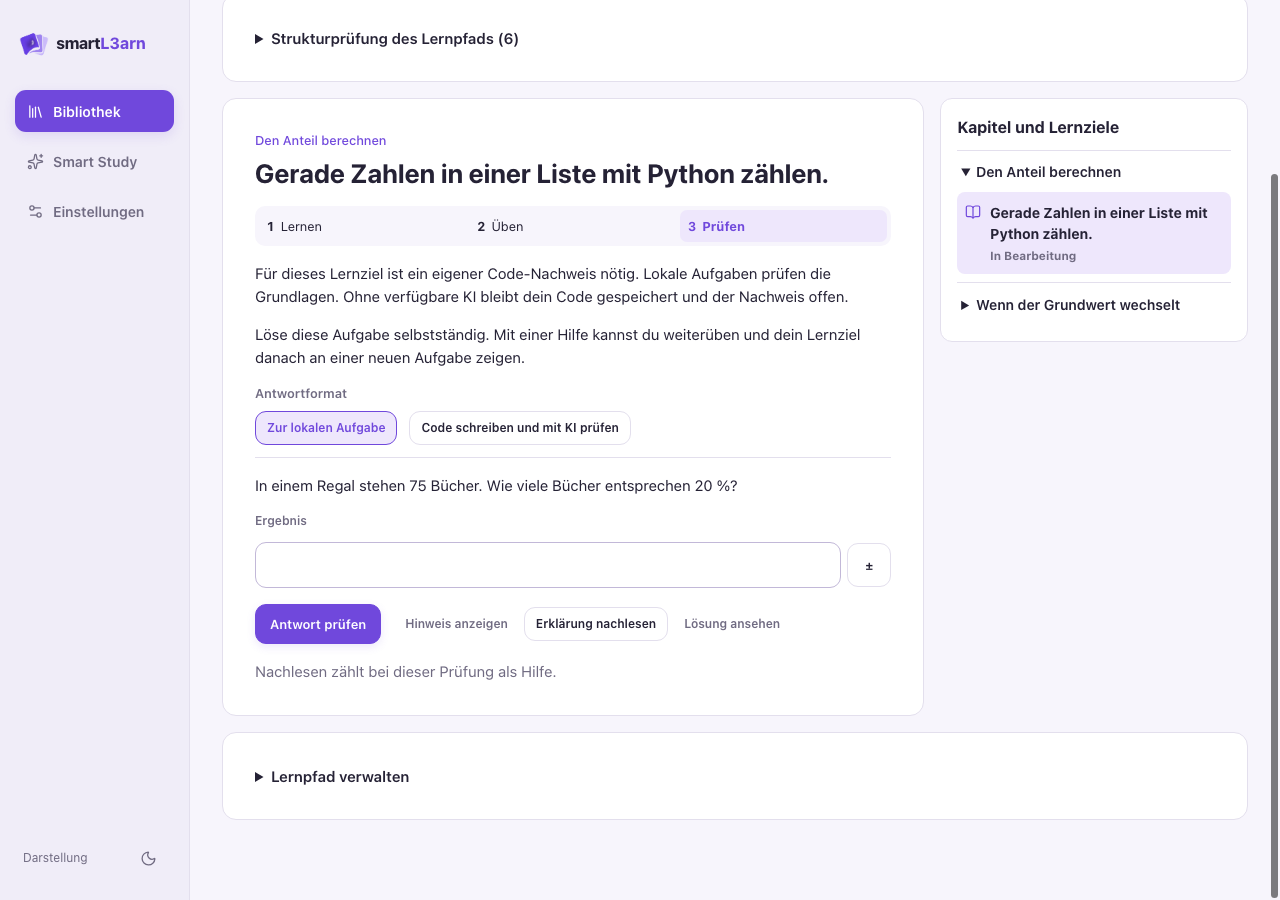 smartL3arn
Bibliothek
Smart Study
Einstellungen
Darstellung
Strukturprüfung des Lernpfads (6)
Den Anteil berechnen
Gerade Zahlen in einer Liste mit Python zählen.
1 Lernen
2 Üben
3 Prüfen
Für dieses Lernziel ist ein eigener Code-Nachweis nötig. Lokale Aufgaben prüfen die
Grundlagen. Ohne verfügbare KI bleibt dein Code gespeichert und der Nachweis offen.
Löse diese Aufgabe selbstständig. Mit einer Hilfe kannst du weiterüben und dein Lernziel
danach an einer neuen Aufgabe zeigen.
Antwortformat
Zur lokalen Aufgabe
Code schreiben und mit KI prüfen
In einem Regal stehen 75 Bücher. Wie viele Bücher entsprechen 20 %?
Ergebnis
±
Antwort prüfen
Hinweis anzeigen
Erklärung nachlesen
Lösung ansehen
Nachlesen zählt bei dieser Prüfung als Hilfe.
Kapitel und Lernziele
Den Anteil berechnen
Gerade Zahlen in einer Liste mit
Python zählen.
In Bearbeitung
Wenn der Grundwert wechselt
Lernpfad verwalten